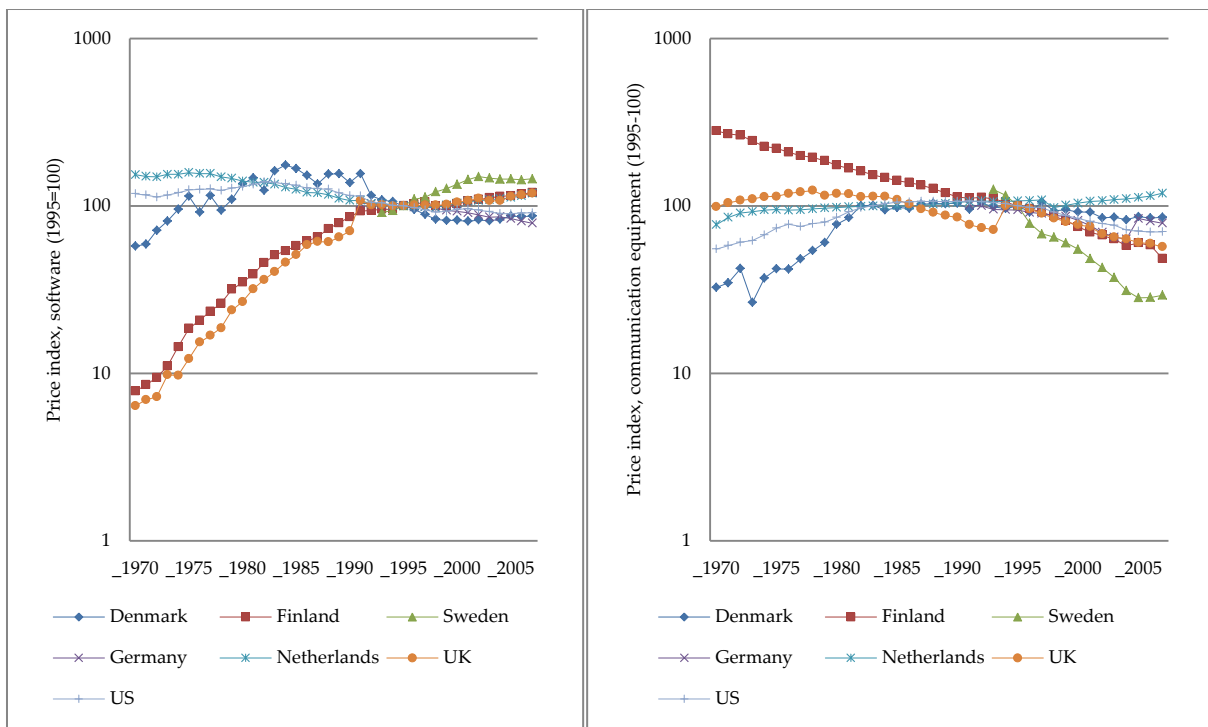 Price index, software (1995=100)
1000
100
10
1
_1970 _1975 _1980 _1985 _1990 _1995 _2000 _2005
Denmark Finland Sweden
Germany Netherlands UK
US
Price index, communication equipment (1995-100)
1000
100
10
1
_1970 _1975 _1980 _1985 _1990 _1995 _2000 _2005
Denmark Finland Sweden
Germany Netherlands UK
US